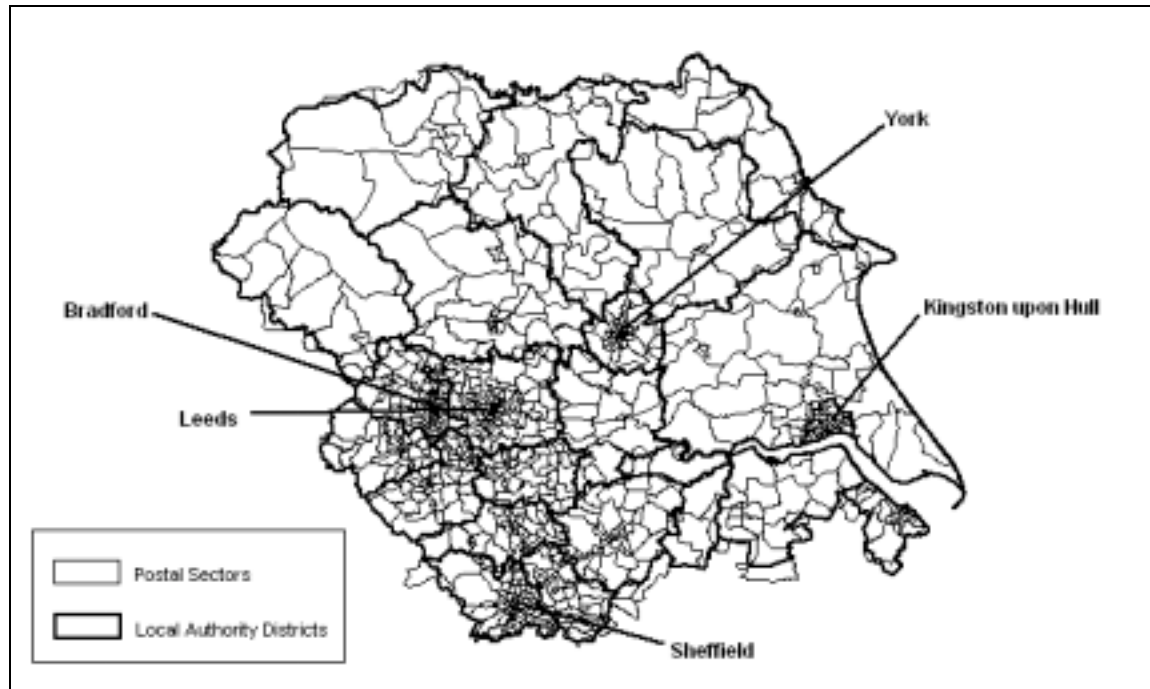 York
Kingston upon Hull
Bradford
Leeds
Postal Sectors
Local Authority Districts
Sheffield